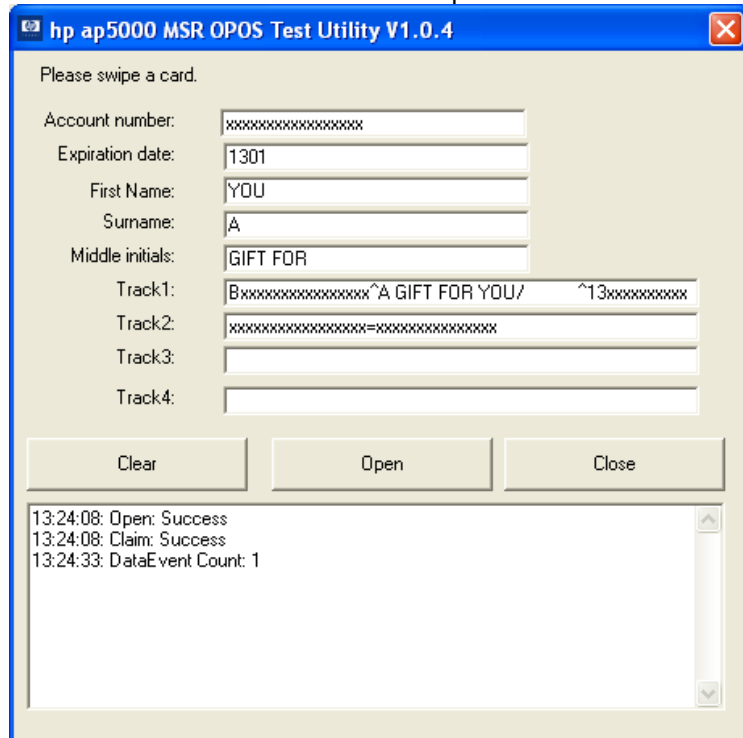 hp ap5000 MSR OPOS Test Utility V1.0.4
Please swipe a card.
Account number: xxxxxxxxxxxxxxxxx
Expiration date: 1301
First Name: YOU
Surname: A
Middle initials: GIFT FOR
Track1: Bxxxxxxxxxxxxxxxx^A GIFT FOR YOU/ ^13xxxxxxxxxx
Track2: xxxxxxxxxxxxxxxxx=xxxxxxxxxxxxxxx
Track3:
Track4:
Clear Open Close
13:24:08: Open: Success
13:24:08: Claim: Success
13:24:33: DataEvent Count: 1